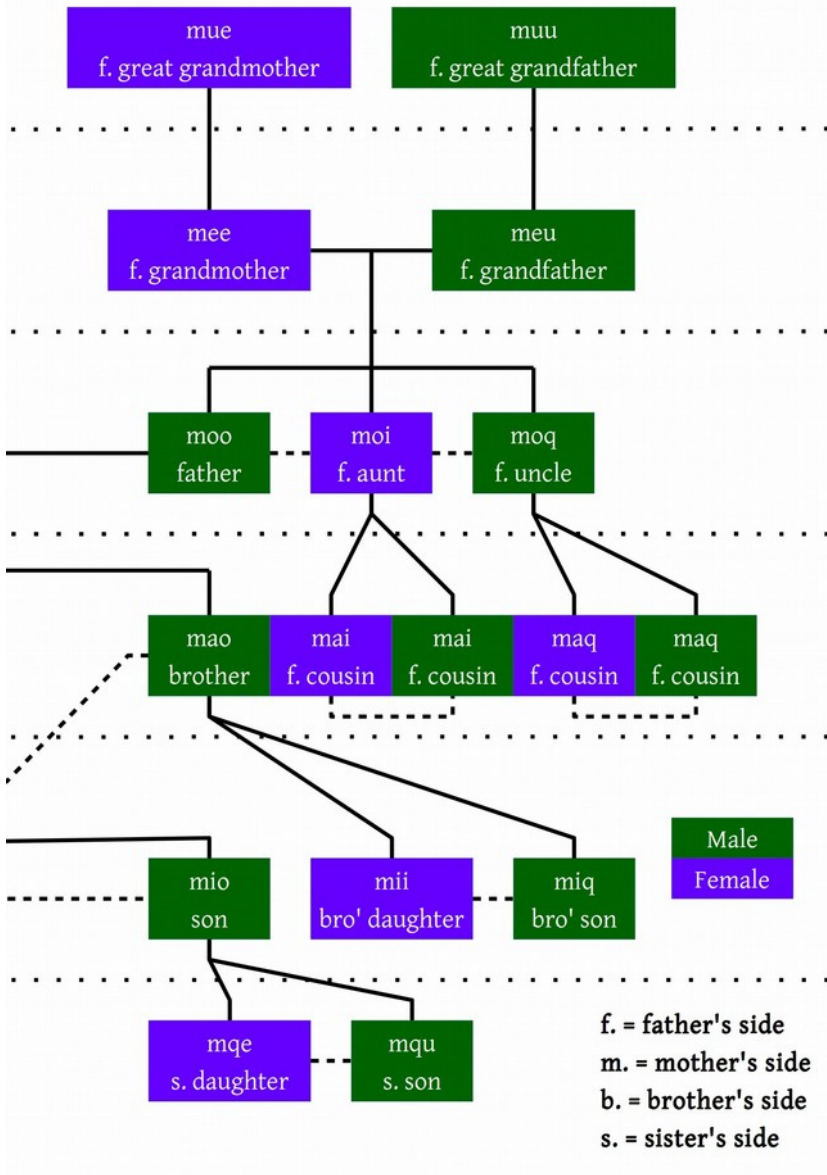 mue
f. great grandmother
muu
f. great grandfather
mee
f. grandmother
meu
f. grandfather
moo
father
moi
f. aunt
moq
f. uncle
mao
brother
mai
f. cousin
mai
f. cousin
maq
f. cousin
maq
f. cousin
Male
Female
mio
son
mii
bro' daughter
miq
bro' son
mqe
s. daughter
mqu
s. son
f. = father's side
m. = mother's side
b. = brother's side
s. = sister's side